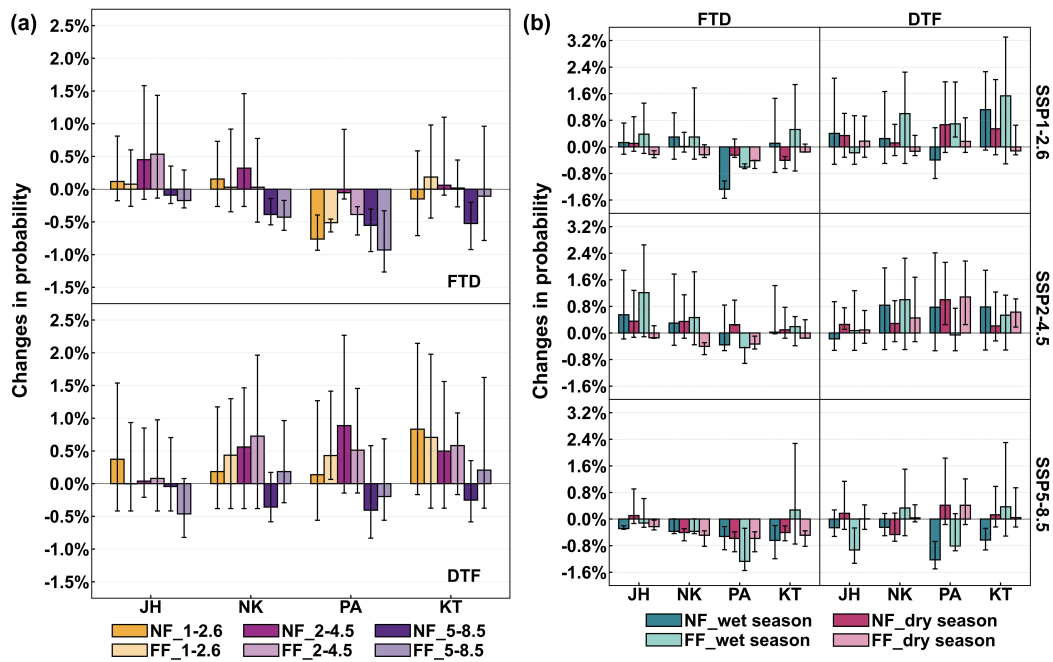 (a)
Changes in probability
2.5%
2.0%
1.5%
1.0%
0.5%
0.0%
-0.5%
-1.0%
-1.5%
FTD
2.5%
2.0%
1.5%
1.0%
0.5%
0.0%
-0.5%
-1.0%
-1.5%
DTF
JH NK PA KT
NF_1-2.6 NF_2-4.5 NF_5-8.5
FF_1-2.6 FF_2-4.5 FF_5-8.5
(b)
FTD DTF
Changes in probability
3.2%
2.4%
1.6%
0.8%
0.0%
-0.8%
-1.6%
SSP1-2.6
3.2%
2.4%
1.6%
0.8%
0.0%
-0.8%
-1.6%
SSP2-4.5
3.2%
2.4%
1.6%
0.8%
0.0%
-0.8%
-1.6%
SSP5-8.5
JH NK PA KT JH NK PA KT
NF_wet season NF_dry season
FF_wet season FF_dry season